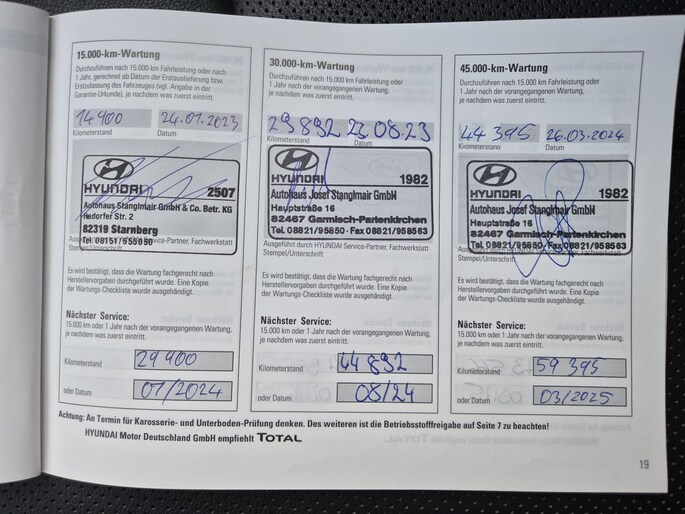 15.000-km-Wartung
Durchzuführen nach 15.000 km Fahrleistung oder nach
1 Jahr, gerechnet ab Datum der Erstauslieferung bzw.
Erstzulassung des Fahrzeuges (vgl. Angabe in der
Garantie-Urkunde), je nachdem was zuerst eintritt.
14 900 24.01.2023
Kilometerstand Datum
HYUNDAI 2507
Autohaus Stanglmair GmbH & Co. Betr. KG
Riedorfer Str. 2
82319 Starnberg
Tel. 08151/555050
Ausgeführt durch HYUNDAI Service-Partner, Fachwerkstatt
Stempel/Unterschrift
Es wird bestätigt, dass die Wartung fachgerecht nach
Herstellervorgaben durchgeführt wurde. Eine Kopie
der Wartungs-Checkliste wurde ausgehändigt.
Nächster Service:
15.000 km oder 1 Jahr nach der vorangegangenen Wartung,
je nachdem was zuerst eintritt.
Kilometerstand 29 900
oder Datum 01/2024
30.000-km-Wartung
Durchzuführen nach 15.000 km Fahrleistung oder
1 Jahr nach der vorangegangenen Wartung,
je nachdem was zuerst eintritt.
29 892 23.08.23
Kilometerstand Datum
HYUNDAI 1982
Autohaus Josef Stanglmair GmbH
Hauptstraße 16
82467 Garmisch-Partenkirchen
Tel. 08821/95850 · Fax 08821/958563
Ausgeführt durch HYUNDAI Service-Partner, Fachwerkstatt
Stempel/Unterschrift
Es wird bestätigt, dass die Wartung fachgerecht nach
Herstellervorgaben durchgeführt wurde. Eine Kopie
der Wartungs-Checkliste wurde ausgehändigt.
Nächster Service:
15.000 km oder 1 Jahr nach der vorangegangenen Wartung,
je nachdem was zuerst eintritt.
Kilometerstand 44 892
oder Datum 08/24
45.000-km-Wartung
Durchzuführen nach 15.000 km Fahrleistung oder
1 Jahr nach der vorangegangenen Wartung,
je nachdem was zuerst eintritt.
44 395 26.03.2024
Kilometerstand Datum
HYUNDAI 1982
Autohaus Josef Stanglmair GmbH
Hauptstraße 16
82467 Garmisch-Partenkirchen
Tel. 08821/95850 · Fax 08821/958563
Ausgeführt durch HYUNDAI Service-Partner, Fachwerkstatt
Stempel/Unterschrift
Es wird bestätigt, dass die Wartung fachgerecht nach
Herstellervorgaben durchgeführt wurde. Eine Kopie
der Wartungs-Checkliste wurde ausgehändigt.
Nächster Service:
15.000 km oder 1 Jahr nach der vorangegangenen Wartung,
je nachdem was zuerst eintritt.
Kilometerstand 59 395
oder Datum 03/2025
Achtung: An Termin für Karosserie- und Unterboden-Prüfung denken. Des weiteren ist die Betriebsstofffreigabe auf Seite 7 zu beachten!
HYUNDAI Motor Deutschland GmbH empfiehlt TOTAL
19